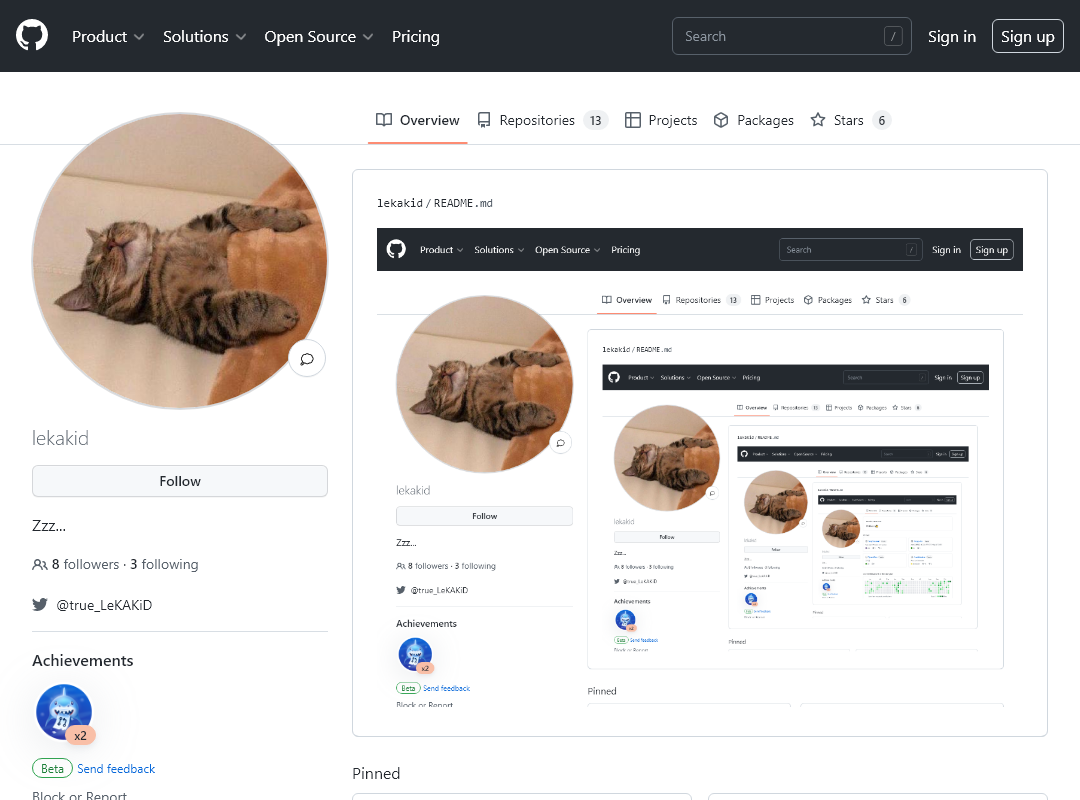 Product Solutions Open Source Pricing Search / Sign in Sign up
Overview Repositories 13 Projects Packages Stars 6
lekakid
Follow
Zzz...
8 followers · 3 following
@true_LeKAKiD
Achievements
x2
Beta Send feedback
Block or Report
lekakid / README.md
Product Solutions Open Source Pricing Search / Sign in Sign up
Overview Repositories 13 Projects Packages Stars 6
lekakid
Follow
Zzz...
8 followers · 3 following
@true_LeKAKiD
Achievements
x2
Beta Send feedback
Block or Report
lekakid / README.md
Product Solutions Open Source Pricing Search Sign in Sign up
Overview Repositories 13 Projects Packages Stars 6
lekakid
Follow
Zzz...
8 followers · 3 following
@true_LeKAKiD
Achievements
x2
Beta Send feedback
Block or Report
Pinned
Pinned
Pinned